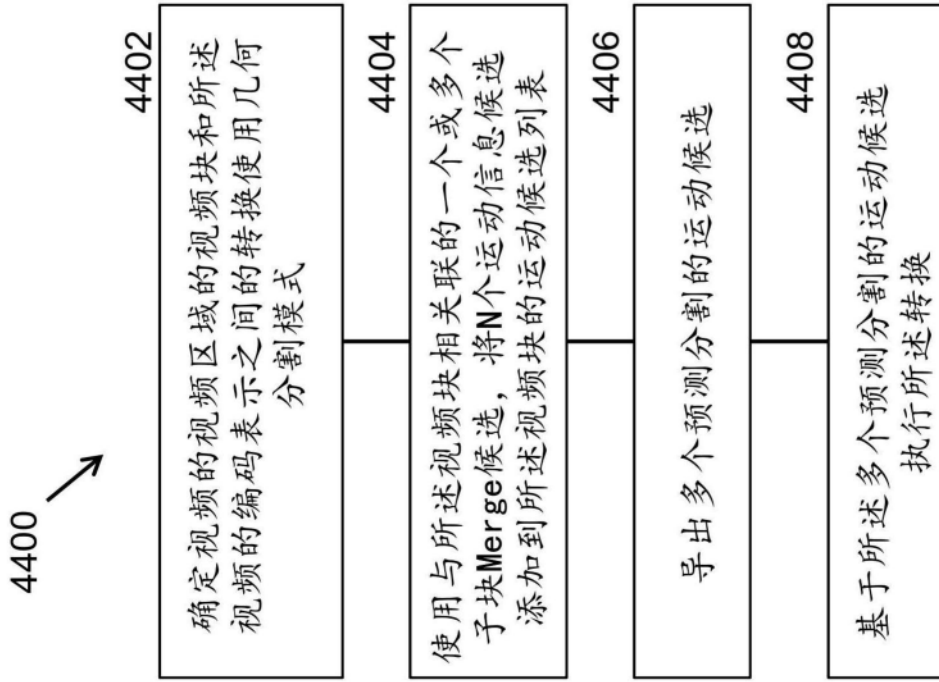 4400
4402
确定视频的视频区域的视频块和所述
视频的编码表示之间的转换使用几何
分割模式
4404
使用与所述视频块相关联的一个或多个
子块Merge候选，将N个运动信息候选
添加到所述视频块的运动候选列表
4406
导出多个预测分割的运动候选
4408
基于所述多个预测分割的运动候选
执行所述转换